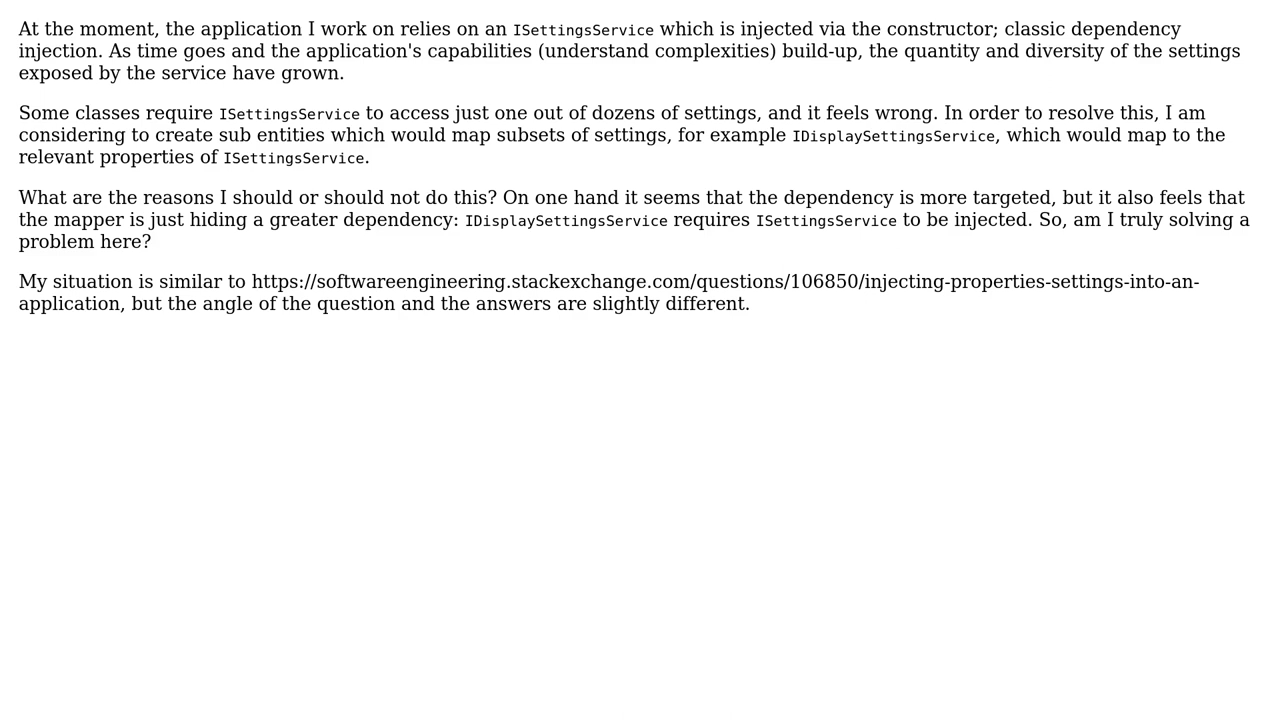 At the moment, the application I work on relies on an ISettingsService which is injected via the constructor; classic dependency
injection. As time goes and the application's capabilities (understand complexities) build-up, the quantity and diversity of the settings
exposed by the service have grown.
Some classes require ISettingsService to access just one out of dozens of settings, and it feels wrong. In order to resolve this, I am
considering to create sub entities which would map subsets of settings, for example IDisplaySettingsService, which would map to the
relevant properties of ISettingsService.
What are the reasons I should or should not do this? On one hand it seems that the dependency is more targeted, but it also feels that
the mapper is just hiding a greater dependency: IDisplaySettingsService requires ISettingsService to be injected. So, am I truly solving a
problem here?
My situation is similar to https://softwareengineering.stackexchange.com/questions/106850/injecting-properties-settings-into-an-
application, but the angle of the question and the answers are slightly different.